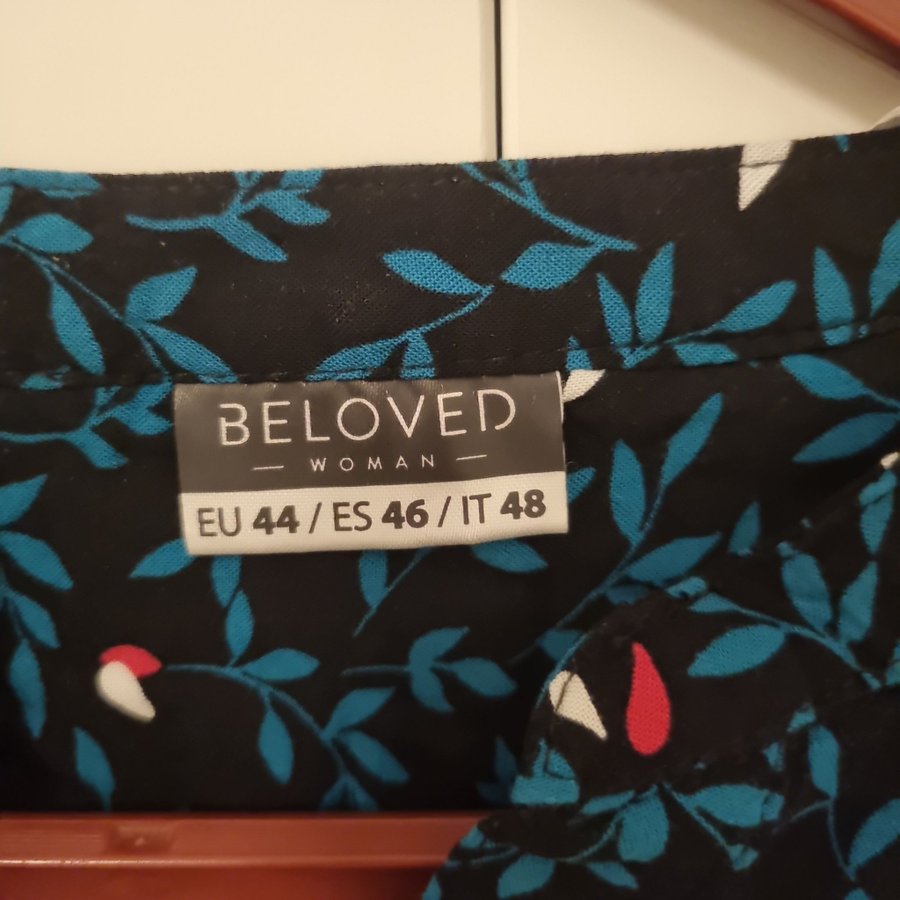 BELOVED
— WOMAN —
EU 44 / ES 46 / IT 48